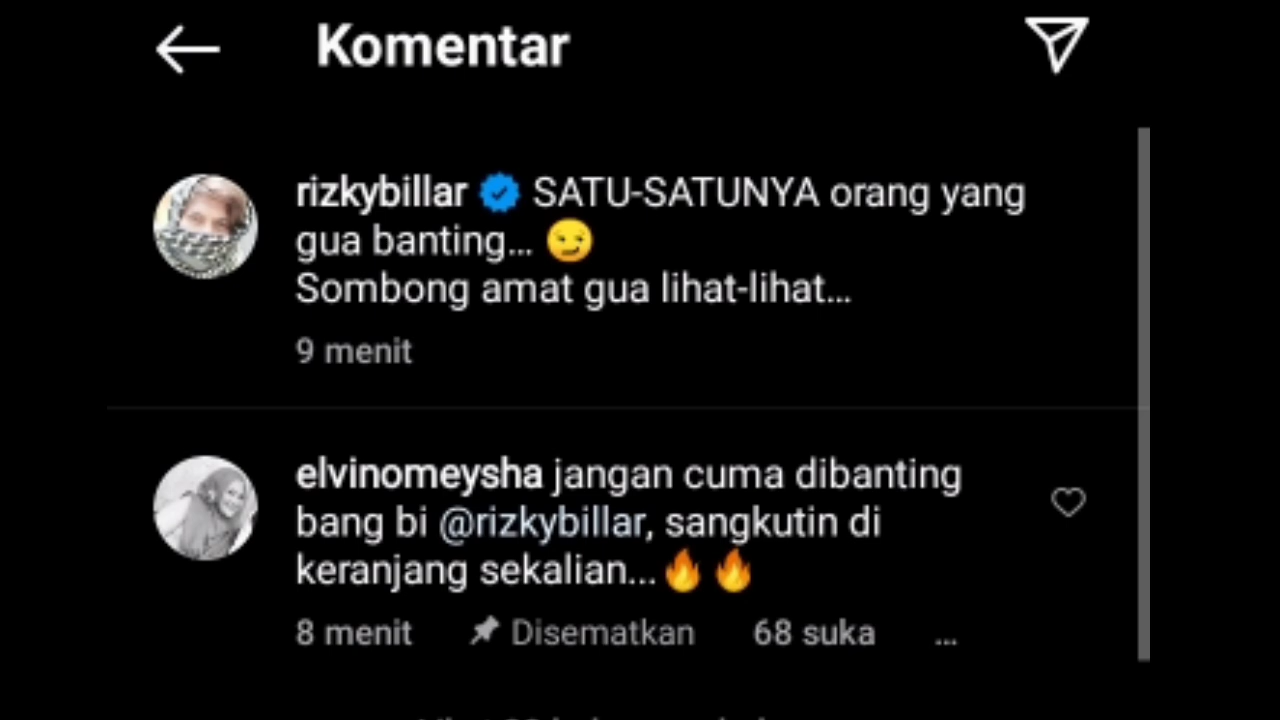 Komentar
rizkybillar SATU-SATUNYA orang yang
gua banting... 😏
Sombong amat gua lihat-lihat...
9 menit
elvinomeysha jangan cuma dibanting
bang bi @rizkybillar, sangkutin di
keranjang sekalian...🔥🔥
8 menit Disematkan 68 suka ...